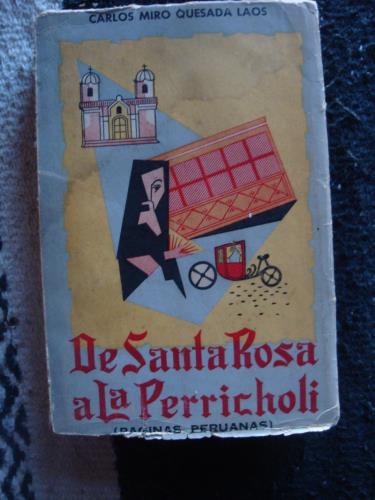 CARLOS MIRO QUESADA LAOS
De Santa Rosa
a La Perricholi
(PAGINAS PERUANAS)